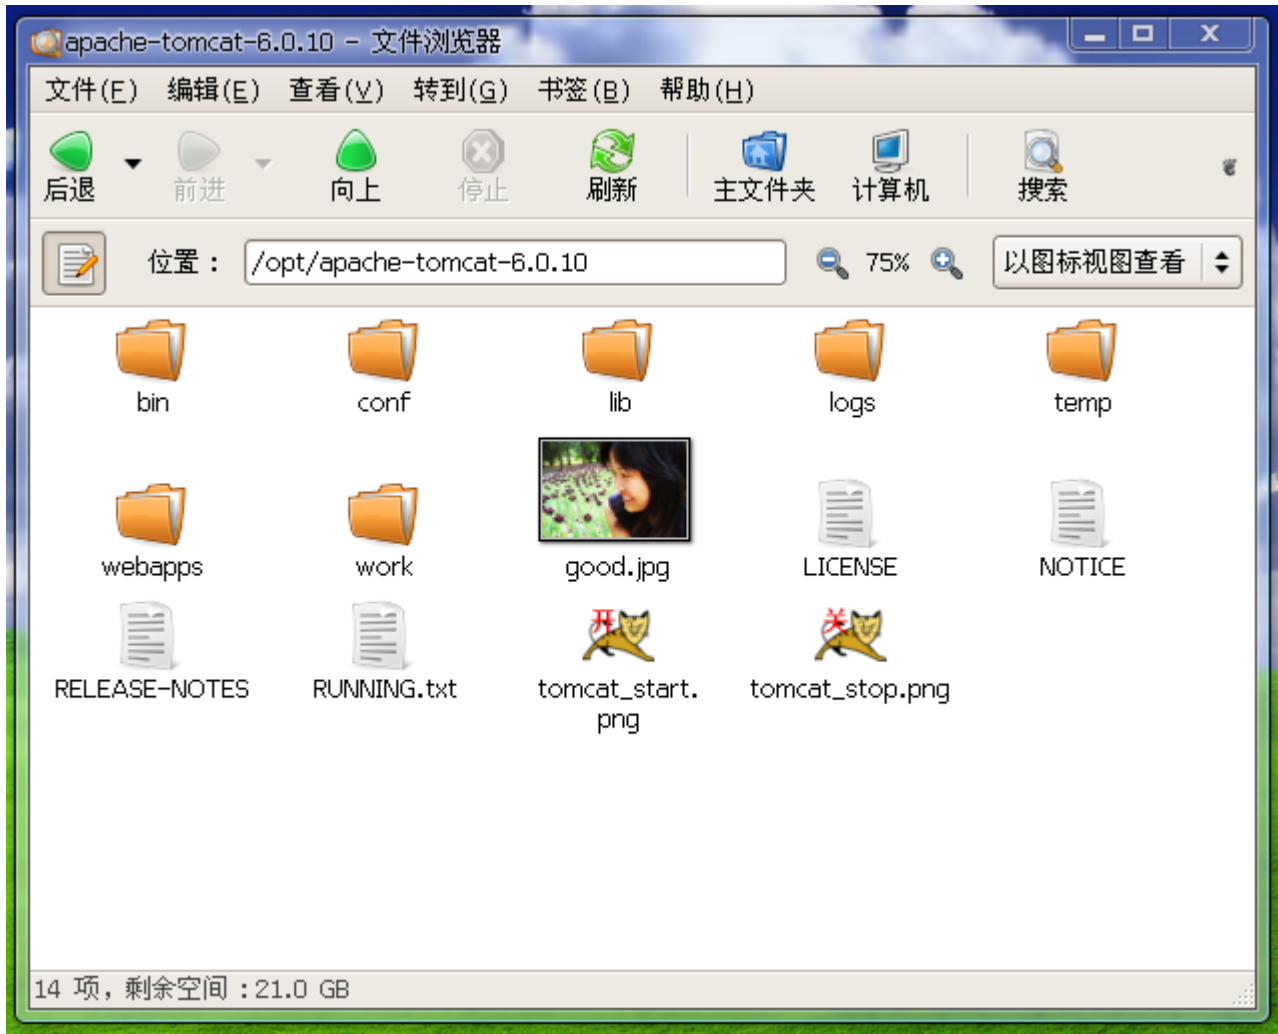 apache-tomcat-6.0.10 - 文件浏览器
文件(F) 编辑(E) 查看(V) 转到(G) 书签(B) 帮助(H)
后退 前进 向上 停止 刷新 主文件夹 计算机 搜索
位置： /opt/apache-tomcat-6.0.10 75% 以图标视图查看
bin conf lib logs temp
webapps work good.jpg LICENSE NOTICE
开 关
RELEASE-NOTES RUNNING.txt tomcat_start. tomcat_stop.png
png
14 项，剩余空间 :21.0 GB